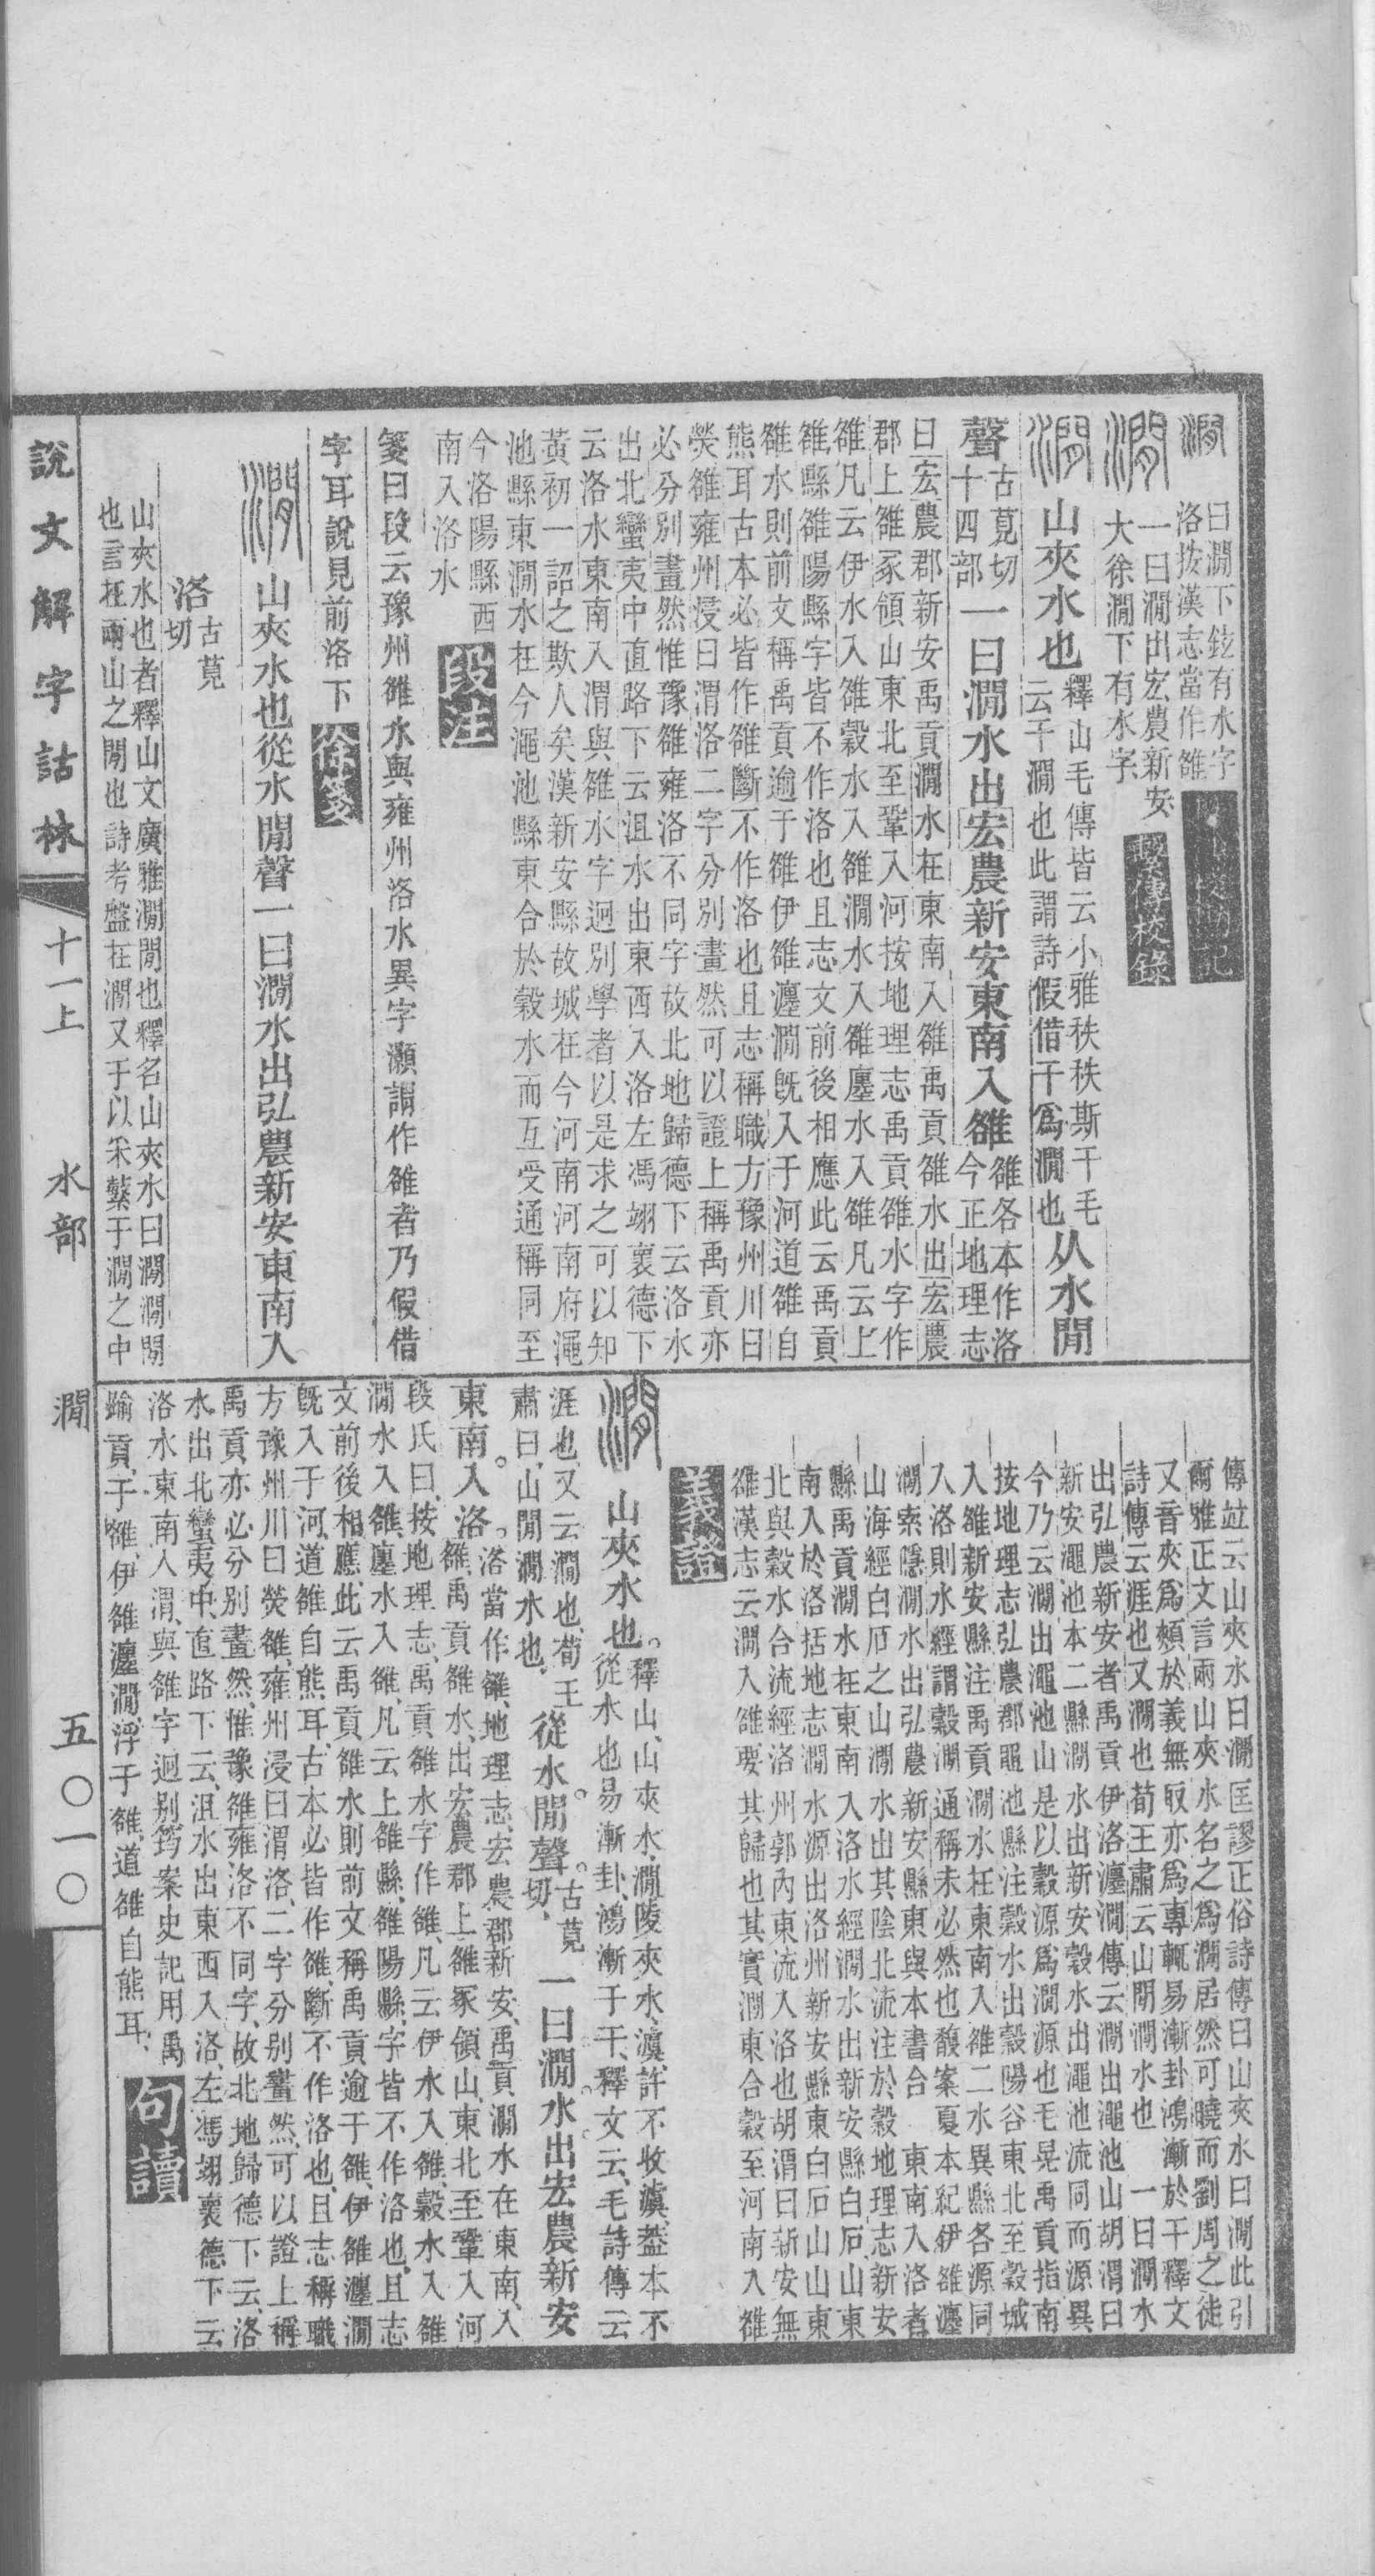 澗
曰澗下鉉有水字
洛按漢志當作雒
澗
一曰澗出宏農新安
大徐澗下有水字
繫傳校錄
澗
山夾水也
釋山毛傳皆云小雅秩秩斯干毛
云干澗也此謂詩假借干爲澗也
从水閒
聲
古莧切
十四部
一曰澗水出宏農新安東南入雒
雒各本作洛
今正地理志
曰宏農郡新安禹貢澗水在東南入雒禹貢雒水出宏農
郡上雒冢領山東北至鞏入河按地理志禹貢雒水字作
雒凡云伊水入雒穀水入雒澗水入雒廛水入雒凡云上
雒縣雒陽縣字皆不作洛也且志文前後相應此云禹貢
雒水則前文稱禹貢逾于雒伊雒瀍澗旣入于河道雒自
熊耳古本必皆作雒斷不作洛也且志稱職方豫州川曰
熒雒雍州浸曰渭洛二字分別畫然可以證上稱禹貢亦
必分別畫然惟豫雒雍洛不同字故北地歸德下云洛水
出北蠻夷中直路下云沮水出東西入洛左馮翊襄德下
云洛水東南入渭與雒水字迥別學者以是求之可以知
黃初一詔之欺人矣漢新安縣故城在今河南河南府澠
池縣東澗水在今澠池縣東合於穀水而互受通稱同至
今洛陽縣西
南入洛水
段注
箋曰段云豫州雒水與雍州洛水異字灝謂作雒者乃假借
字耳說見前洛下
徐箋
澗
山夾水也從水閒聲一曰澗水出弘農新安東南入
洛
古莧
切
山夾水也者釋山文廣雅澗閒也釋名山夾水曰澗澗閒
也言在兩山之閒也詩考盤在澗又于以采蘩于澗之中
傳竝云山夾水曰澗匡謬正俗詩傳曰山夾水曰澗此引
爾雅正文言兩山夾水名之爲澗居然可曉而劉周之徒
又音夾爲頰於義無取亦爲專輒易漸卦鴻漸於干釋文
詩傳云涯也又澗也荀王肅云山閒澗水也 一曰澗水
出弘農新安者禹貢伊洛瀍澗傳云澗出澠池山胡渭曰
新安澠池本二縣澗水出新安穀水出澠池流同而源異
今乃云澗出澠池山是以穀源爲澗源也毛晃禹貢指南
按地理志弘農郡黽池縣注穀水出穀陽谷東北至穀城
入雒新安縣注禹貢澗水在東南入雒二水異縣各源同
入洛則水經謂穀澗通稱未必然也馥案夏本紀伊雒瀍
澗索隱澗水出弘農新安縣東與本書合 東南入洛者
山海經白石之山澗水出其陰北流注於穀地理志新安
縣禹貢澗水在東南入洛水經澗水出新安縣白石山東
南入於洛括地志澗水源出洛州新安縣東白石山山東
北與穀水合流經洛州郭內東流入洛也胡渭曰新安無
雒漢志云澗入雒要其歸也其實澗東合穀至河南入雒
義證
澗
山夾水也。
釋山、山夾水、澗陵夾水、澞許不收澞、葢本不
從水也易漸卦、鴻漸于干、釋文云、毛詩傳云
涯也、又云澗也、荀王
肅曰、山閒澗水也、
從水。閒聲。
古莧
切、
一曰澗。水出宏農新安
東南。入洛。
洛當作雒、地理志、宏農郡新安、禹貢澗水在東南、入
雒、禹貢雒水、出宏農郡上雒冢領山、東北至鞏入河
段氏曰、按地理志、禹貢雒水字作雒、凡云伊水入雒、穀水入雒
澗水入雒、廛水入雒、凡云上雒縣、雒陽縣、字皆不作洛也、且志
文前後相應、此云禹貢雒水則前文稱禹貢逾于雒、伊雒瀍澗
旣入于河、道雒自熊耳、古本必皆作雒、斷不作洛也、且志稱職
方豫州川曰熒雒、雍州浸曰渭洛、二字分別畫然、可以證上稱
禹貢、亦必分別畫然、惟豫雒雍洛不同字、故北地歸德下云、洛
水出北蠻夷中、直路下云、沮水出東西入洛、左馮翊襄德下云
洛水東南入渭、與雒字迥別、筠案史記用禹
貢、
踰于雒、伊雒瀍澗、浮于雒、道雒自熊耳、
句讀
說文解字詁林
十一上
水部
澗
五〇一〇